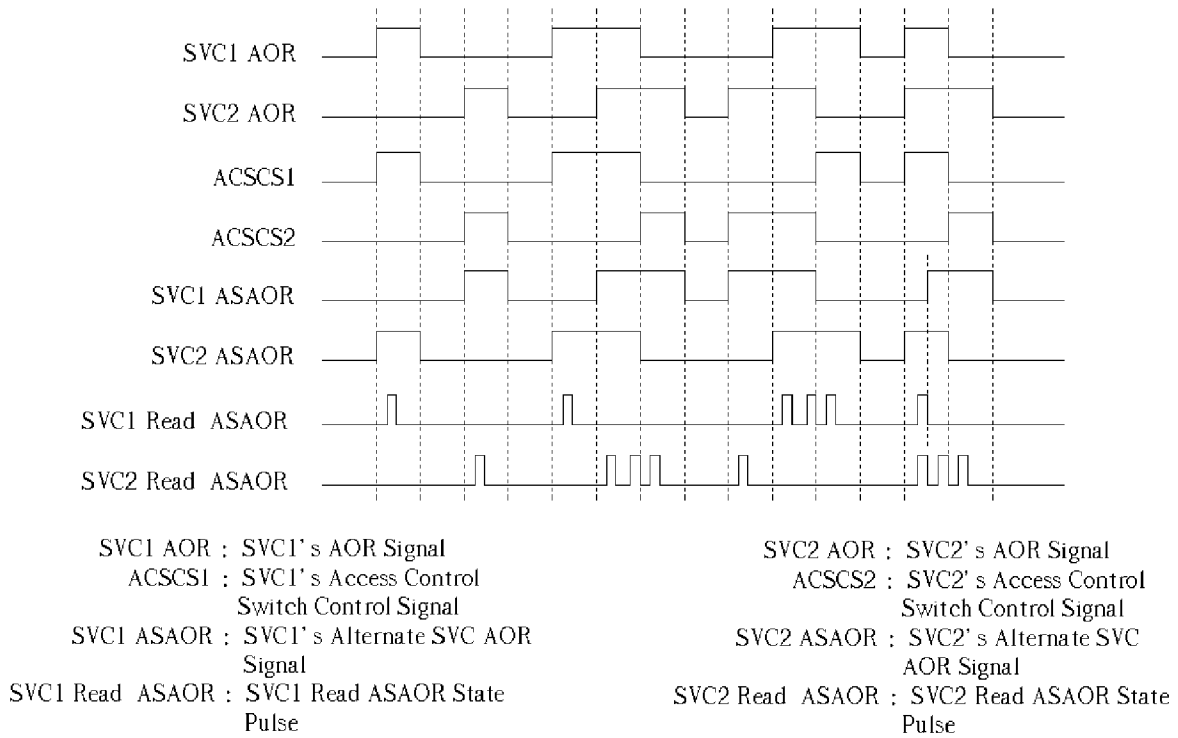 SVC1 AOR
SVC2 AOR
ACSCS1
ACSCS2
SVC1 ASAOR
SVC2 ASAOR
SVC1 Read ASAOR
SVC2 Read ASAOR
SVC1 AOR : SVC1's AOR Signal
ACSCS1 : SVC1's Access Control
Switch Control Signal
SVC1 ASAOR : SVC1's Alternate SVC AOR
Signal
SVC1 Read ASAOR : SVC1 Read ASAOR State
Pulse
SVC2 AOR : SVC2's AOR Signal
ACSCS2 : SVC2's Access Control
Switch Control Signal
SVC2 ASAOR : SVC2's Alternate SVC
AOR Signal
SVC2 Read ASAOR : SVC2 Read ASAOR State
Pulse